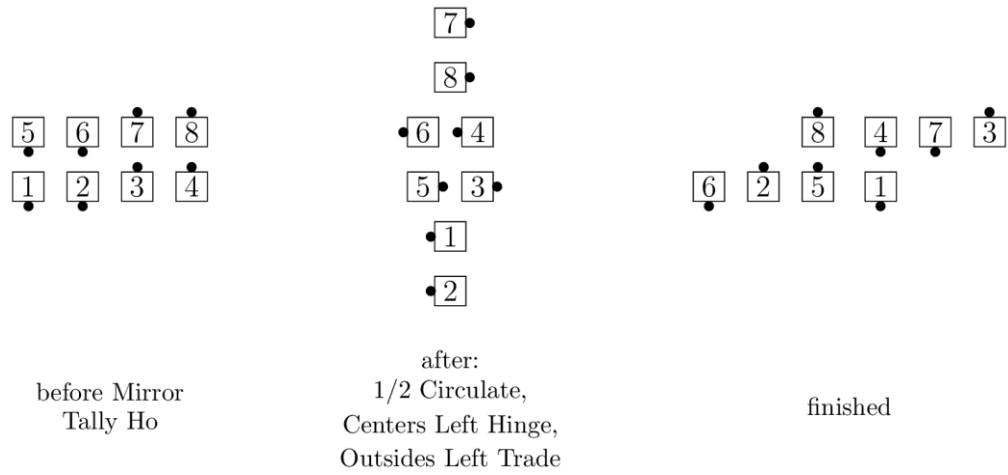 7
8
5 6 7 8
6 4
8 4 7 3
1 2 3 4
5 3
6 2 5 1
1
2
before Mirror
Tally Ho
after:
1/2 Circulate,
Centers Left Hinge,
Outsides Left Trade
finished